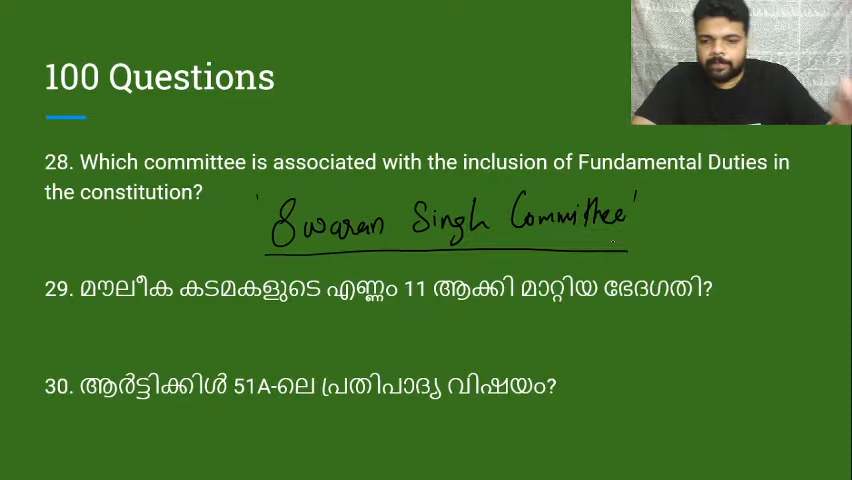 100 Questions
28. Which committee is associated with the inclusion of Fundamental Duties in
the constitution?
'Swaran Singh Committee'
29. മൗലീക കടമകളുടെ എണ്ണം 11 ആക്കി മാറ്റിയ ഭേദഗതി?
30. ആർട്ടിക്കിൾ 51A-ലെ പ്രതിപാദ്യ വിഷയം?